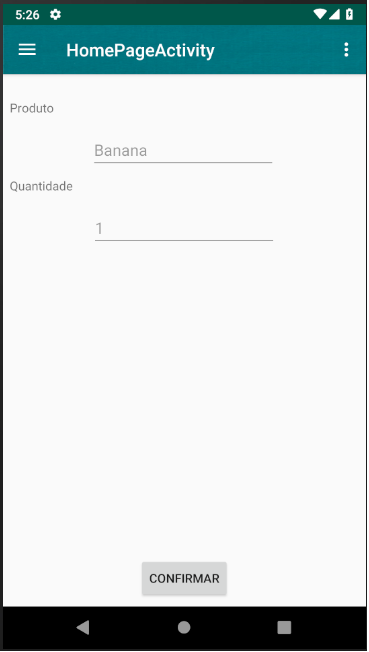 5:26
HomePageActivity
Produto
Banana
Quantidade
1
CONFIRMAR